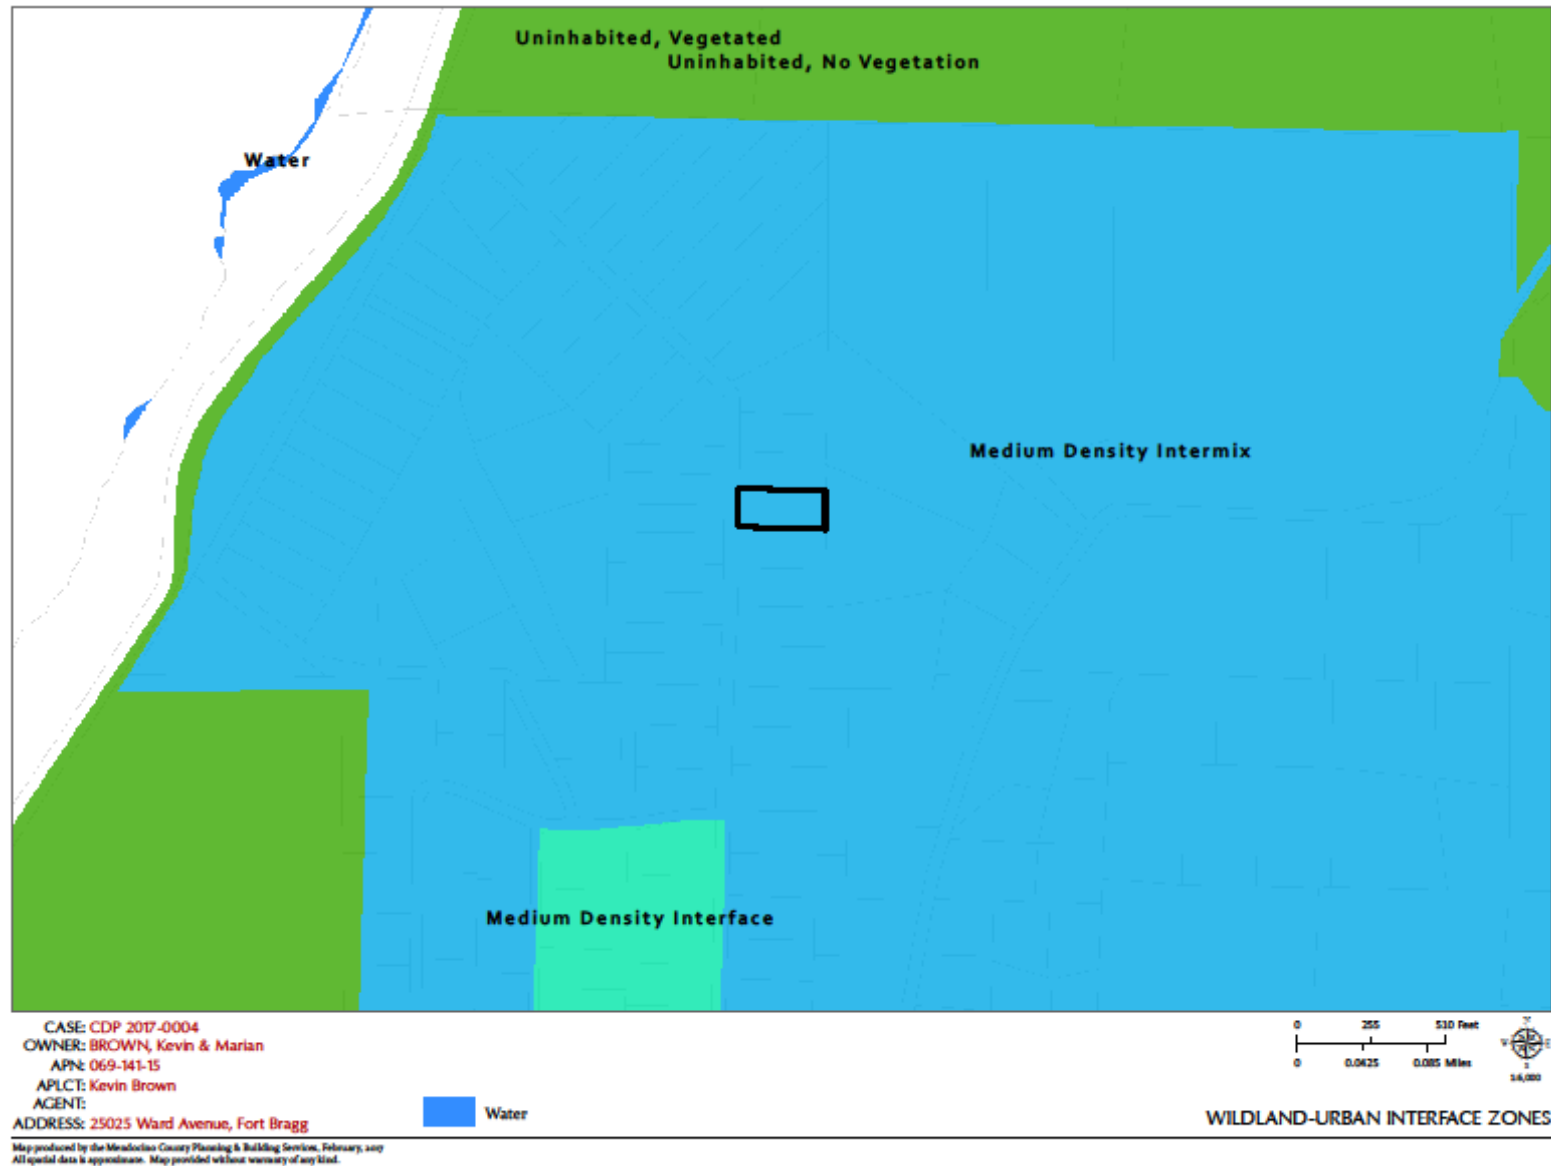 Uninhabited, Vegetated
Uninhabited, No Vegetation
Water
Medium Density Intermix
Medium Density Interface
CASE: CDP 2017-0004
OWNER: BROWN, Kevin & Marian
APN: 069-141-15
APLCT: Kevin Brown
AGENT:
ADDRESS: 25025 Ward Avenue, Fort Bragg
Water
0 255 510 Feet
0 0.0425 0.085 Miles
1:6,000
WILDLAND-URBAN INTERFACE ZONES
Map produced by the Mendocino County Planning & Building Services, February, 2017
All spatial data is approximate. Map provided without warranty of any kind.